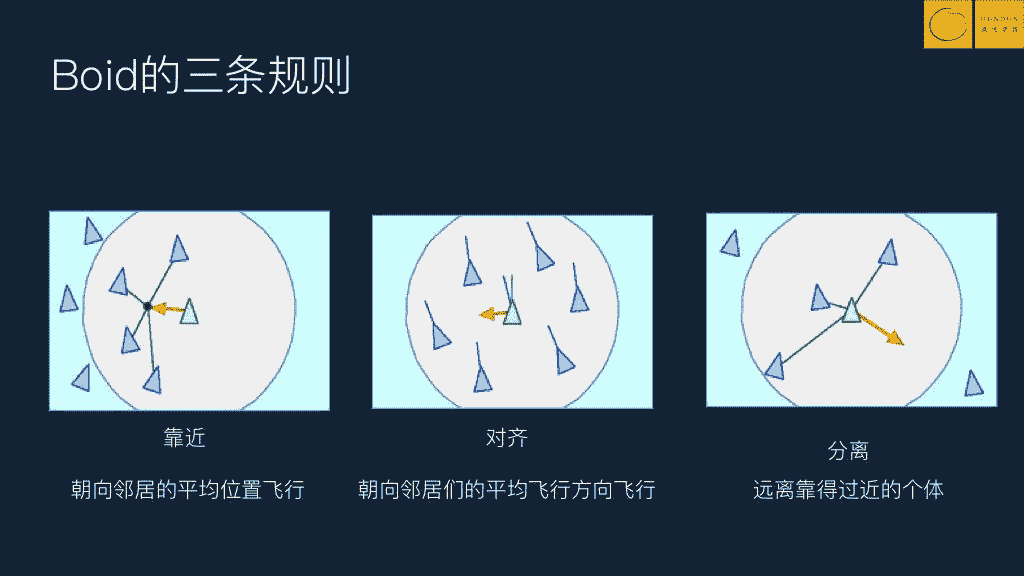 Boid的三条规则
靠近
对齐
分离
朝向邻居的平均位置飞行
朝向邻居们的平均飞行方向飞行
远离靠得过近的个体